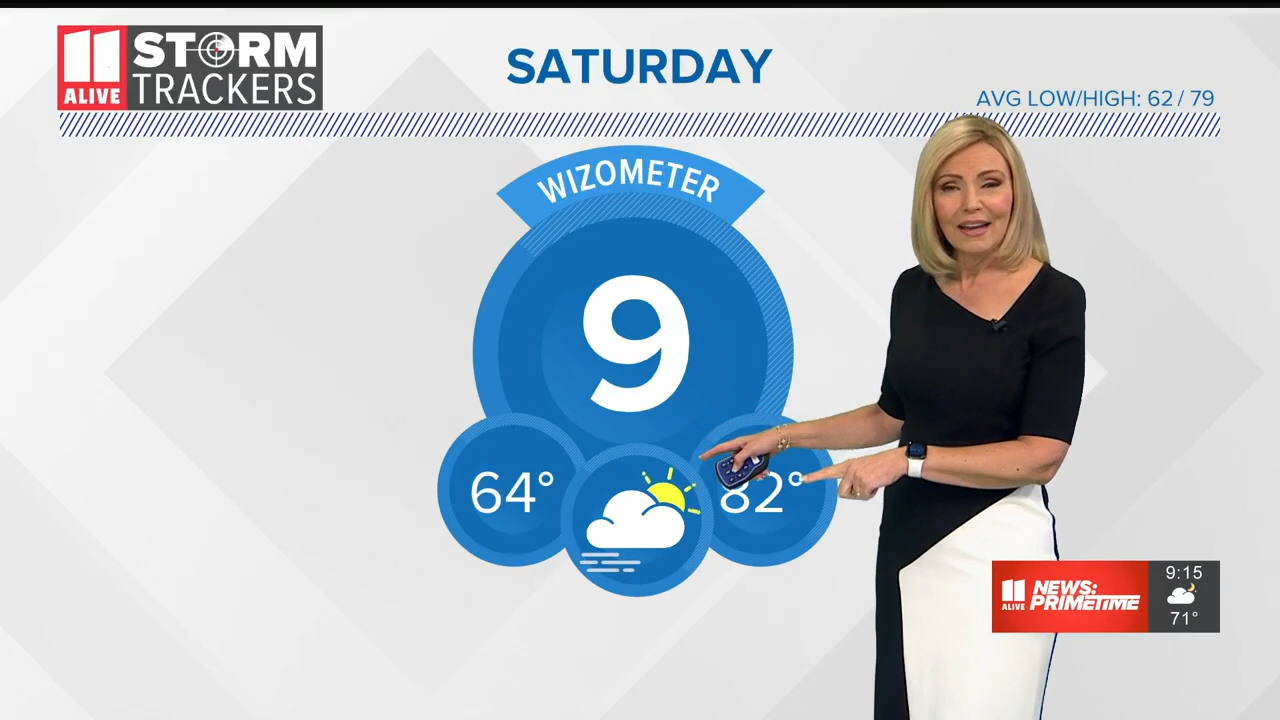 11
ALIVE
STORM
TRACKERS
SATURDAY
AVG LOW/HIGH: 62 / 79
WIZOMETER
9
64°
82°
11
ALIVE
NEWS:
PRIMETIME
9:15
71°